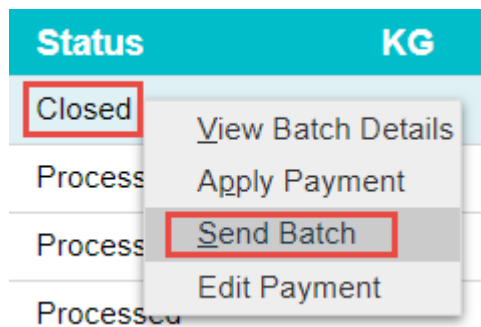 Status KG
Closed
View Batch Details
Process
Apply Payment
Process
Send Batch
Edit Payment
Processed